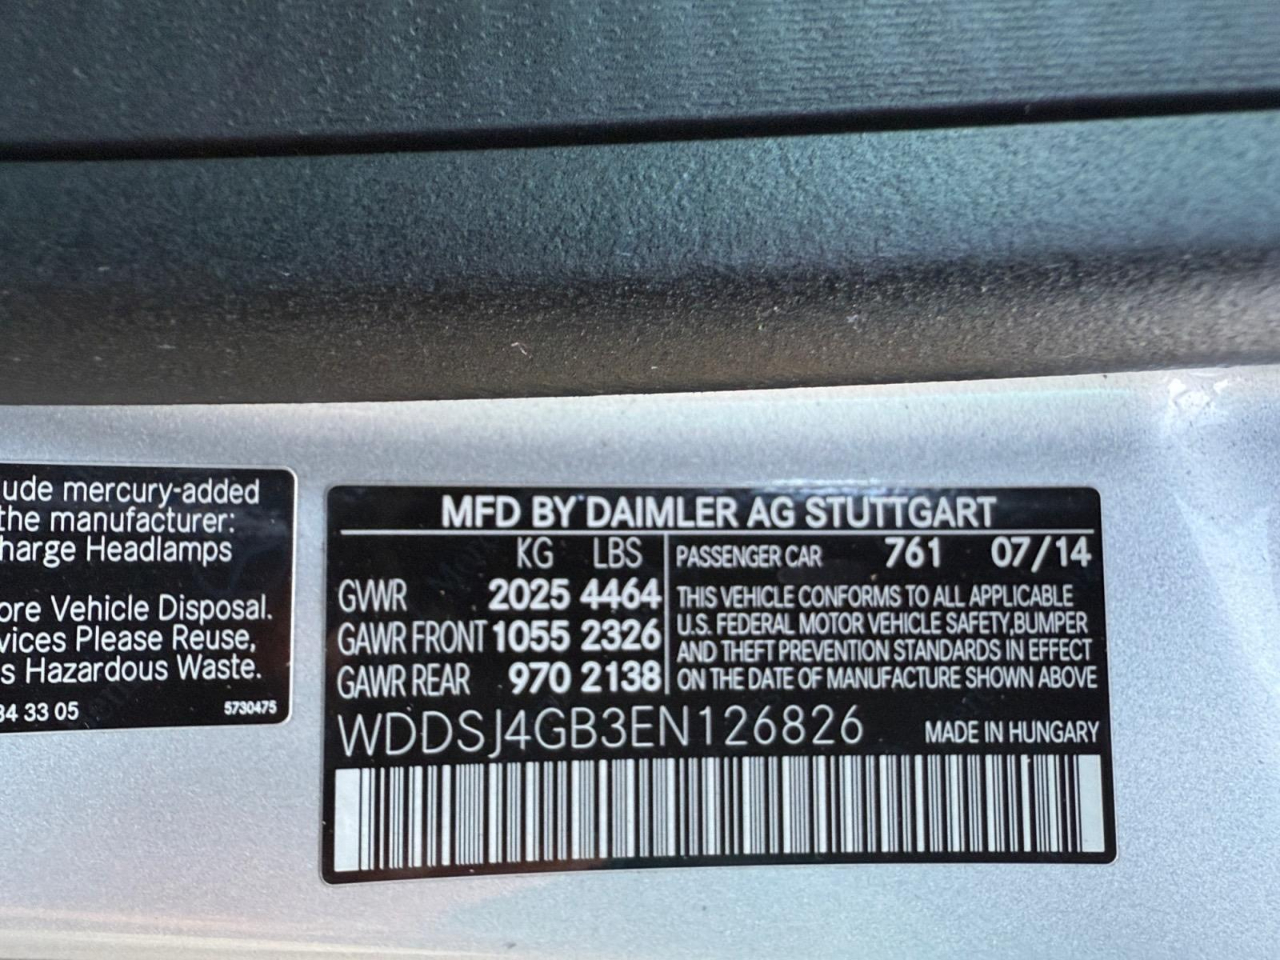 ude mercury-added
the manufacturer:
harge Headlamps
ore Vehicle Disposal.
vices Please Reuse,
s Hazardous Waste.
34 33 05 5730475
MFD BY DAIMLER AG STUTTGART
KG LBS
GVWR 2025 4464
GAWR FRONT 1055 2326
GAWR REAR 970 2138
PASSENGER CAR 761 07/14
THIS VEHICLE CONFORMS TO ALL APPLICABLE
U.S. FEDERAL MOTOR VEHICLE SAFETY,BUMPER
AND THEFT PREVENTION STANDARDS IN EFFECT
ON THE DATE OF MANUFACTURE SHOWN ABOVE
WDDSJ4GB3EN126826 MADE IN HUNGARY